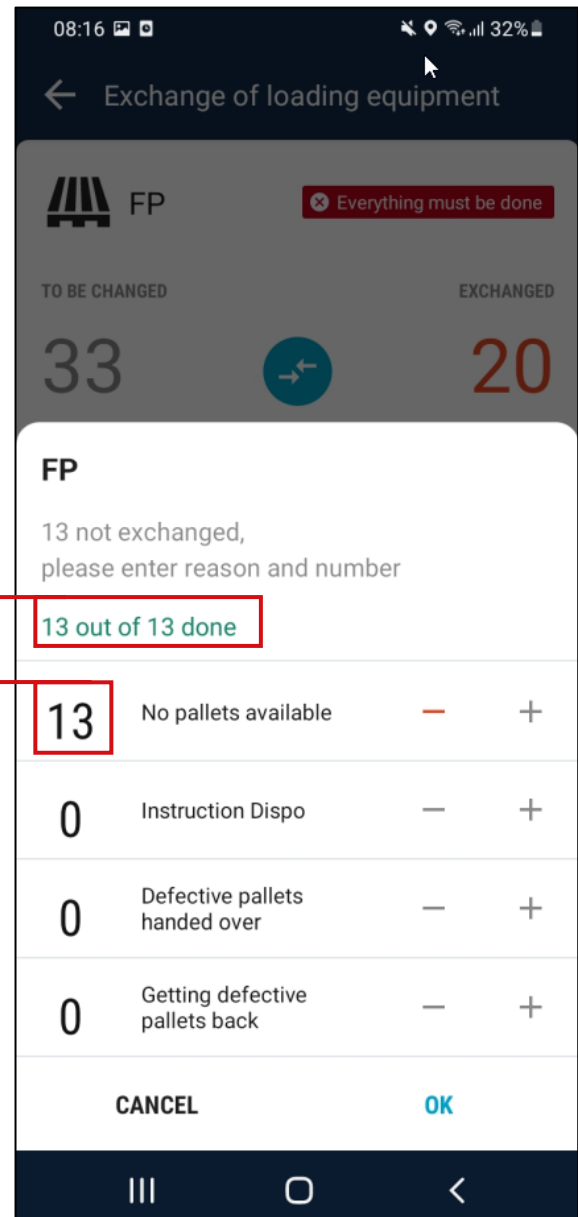 08:16 32%
Exchange of loading equipment
FP Everything must be done
TO BE CHANGED EXCHANGED
33 20
FP
13 not exchanged,
please enter reason and number
13 out of 13 done
13 No pallets available − +
0 Instruction Dispo − +
0 Defective pallets
handed over − +
0 Getting defective
pallets back − +
CANCEL OK